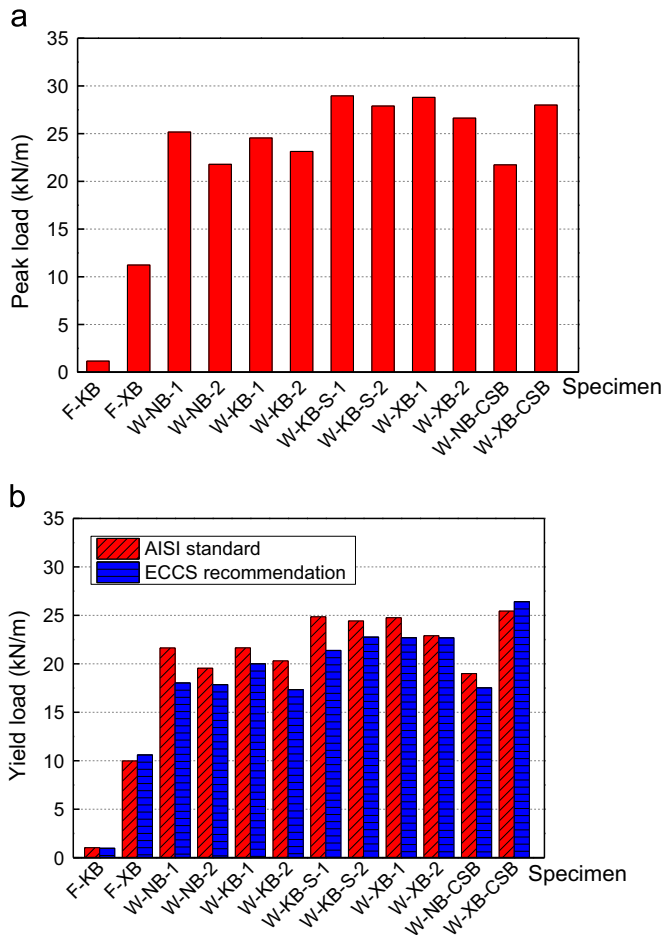 a
35
30
25
20
15
10
5
0
Peak load (kN/m)
F-KB
F-XB
W-NB-1
W-NB-2
W-KB-1
W-KB-2
W-KB-S-1
W-KB-S-2
W-XB-1
W-XB-2
W-NB-CSB
W-XB-CSB
Specimen
b
35
30
25
20
15
10
5
0
Yield load (kN/m)
AISI standard
ECCS recommendation
F-KB
F-XB
W-NB-1
W-NB-2
W-KB-1
W-KB-2
W-KB-S-1
W-KB-S-2
W-XB-1
W-XB-2
W-NB-CSB
W-XB-CSB
Specimen